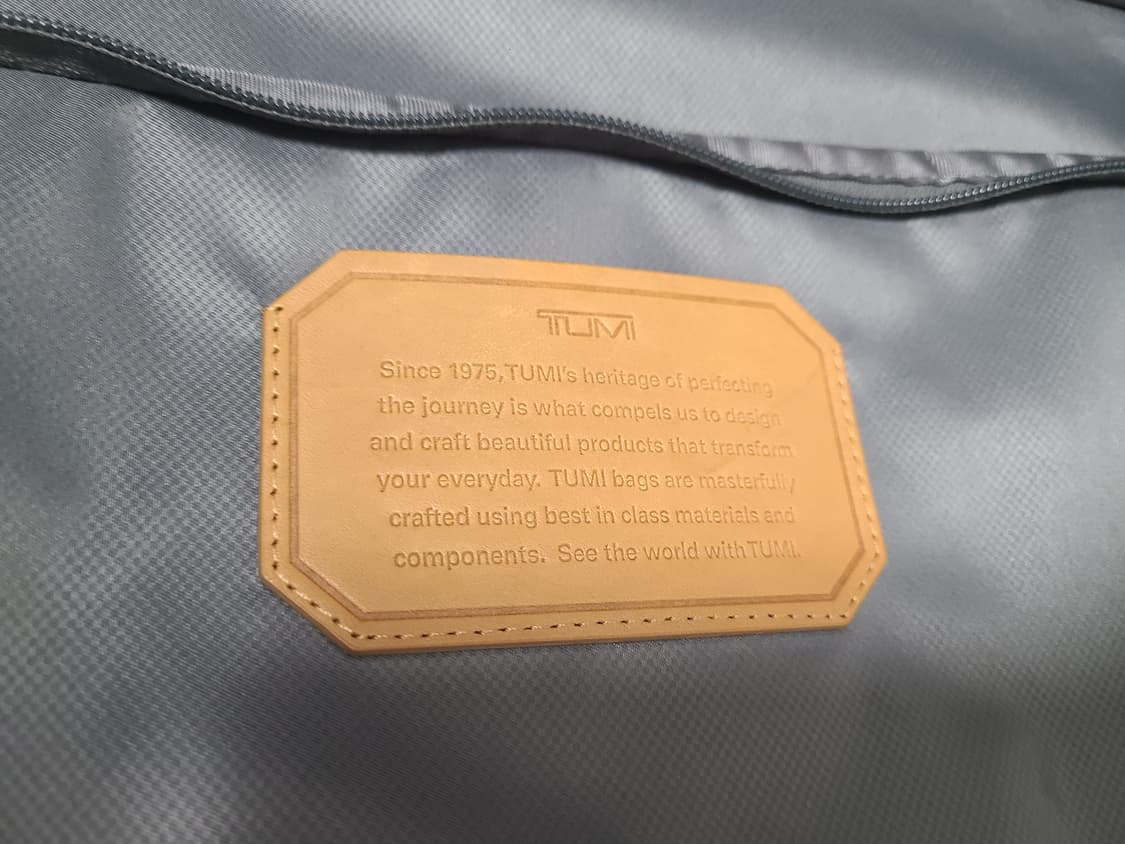 TUMI
Since 1975,TUMI's heritage of perfecting
the journey is what compels us to design
and craft beautiful products that transform
your everyday. TUMI bags are masterfully
crafted using best in class materials and
components. See the world withTUMI.